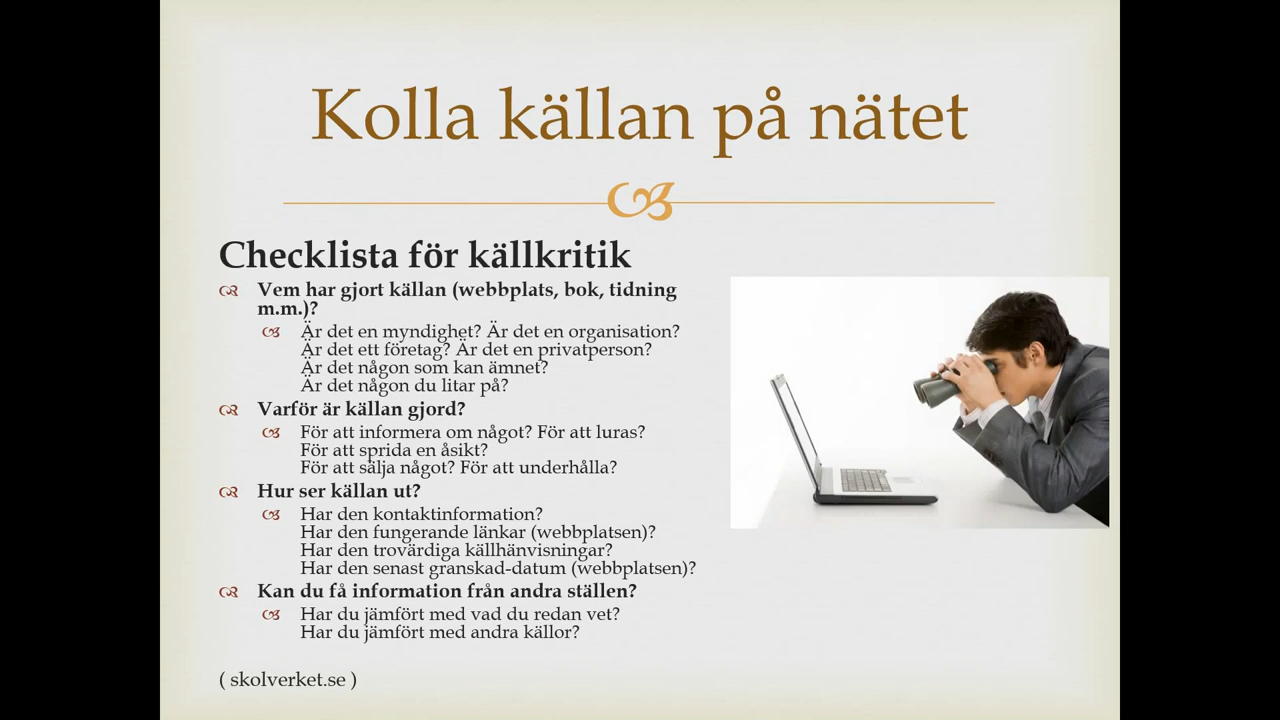 Kolla källan på nätet
Checklista för källkritik
Vem har gjort källan (webbplats, bok, tidning
m.m.)?
Är det en myndighet? Är det en organisation?
Är det ett företag? Är det en privatperson?
Är det någon som kan ämnet?
Är det någon du litar på?
Varför är källan gjord?
För att informera om något? För att luras?
För att sprida en åsikt?
För att sälja något? För att underhålla?
Hur ser källan ut?
Har den kontaktinformation?
Har den fungerande länkar (webbplatsen)?
Har den trovärdiga källhänvisningar?
Har den senast granskad-datum (webbplatsen)?
Kan du få information från andra ställen?
Har du jämfört med vad du redan vet?
Har du jämfört med andra källor?
( skolverket.se )